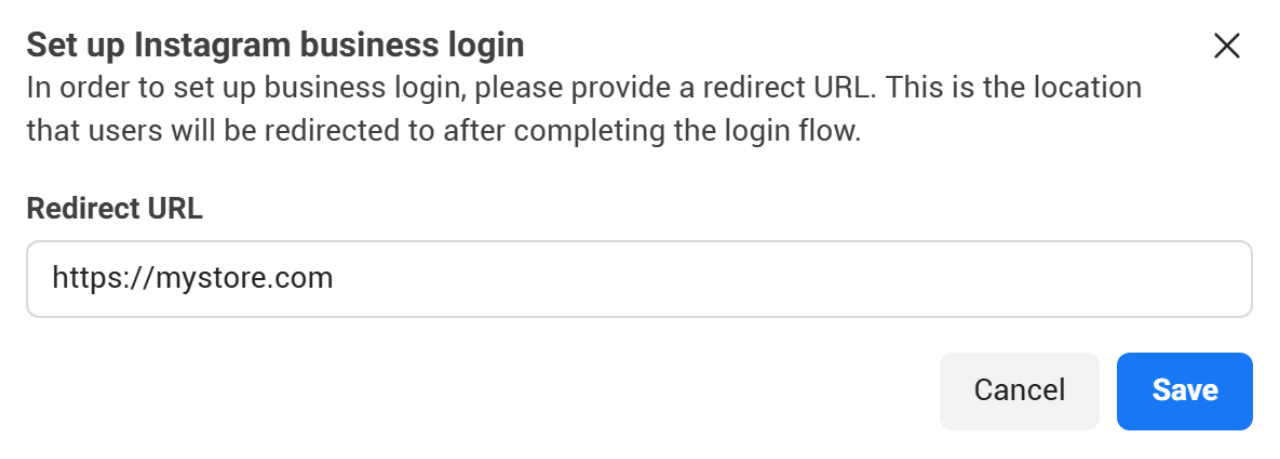 Set up Instagram business login
In order to set up business login, please provide a redirect URL. This is the location
that users will be redirected to after completing the login flow.
Redirect URL
https://mystore.com
Cancel
Save